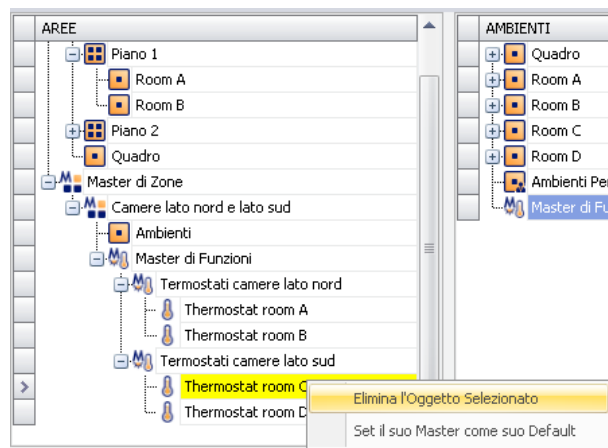 AREE
Piano 1
Room A
Room B
Piano 2
Quadro
Master di Zone
Camere lato nord e lato sud
Ambienti
Master di Funzioni
Termostati camere lato nord
Thermostat room A
Thermostat room B
Termostati camere lato sud
Thermostat room C
Thermostat room D
AMBIENTI
Quadro
Room A
Room B
Room C
Room D
Ambienti Per
Master di Fu
Elimina l'Oggetto Selezionato
Set il suo Master come suo Default